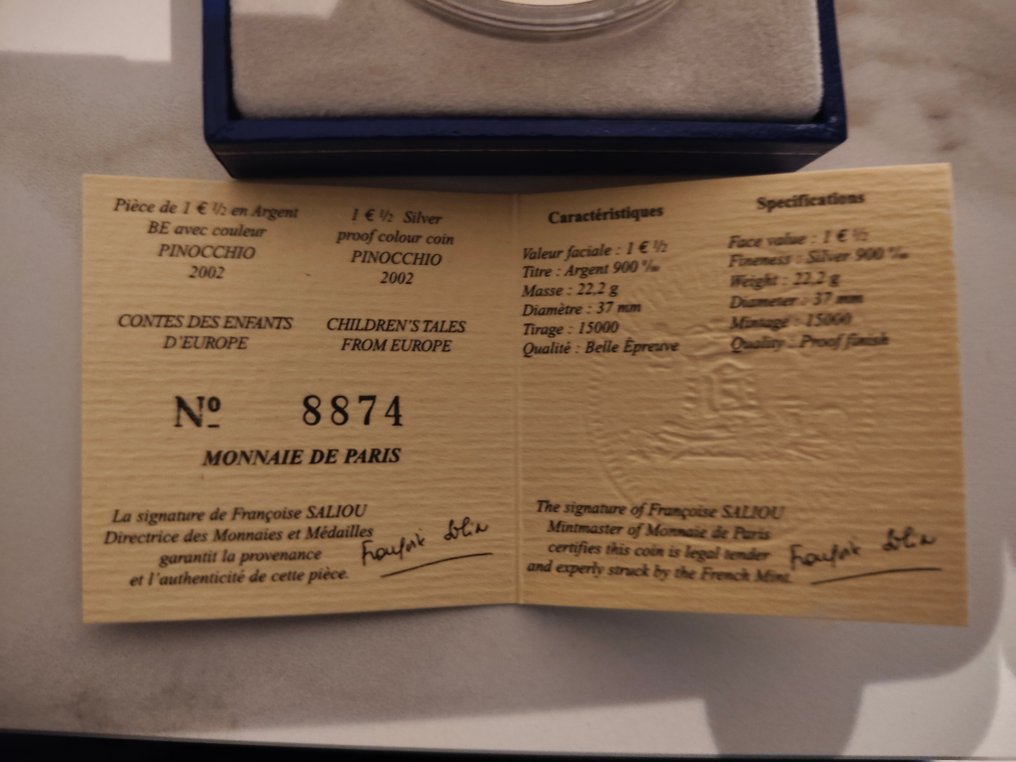 Pièce de 1 € ½ en Argent
BE avec couleur
PINOCCHIO
2002
1 € ½ Silver
proof colour coin
PINOCCHIO
2002
CONTES DES ENFANTS
D'EUROPE
CHILDREN'S TALES
FROM EUROPE
Nº 8874
MONNAIE DE PARIS
La signature de Françoise SALIOU
Directrice des Monnaies et Médailles
garantit la provenance
et l'authenticité de cette pièce.
Caractéristiques
Valeur faciale : 1 € ½
Titre : Argent 900 ‰
Masse : 22,2 g
Diamètre : 37 mm
Tirage : 15000
Qualité : Belle Épreuve
Specifications
Face value : 1 € ½
Fineness : Silver 900 ‰
Weight : 22,2 g
Diameter : 37 mm
Mintage : 15000
Quality : Proof finish
The signature of Françoise SALIOU
Mintmaster of Monnaie de Paris
certifies this coin is legal tender
and experly struck by the French Mint.